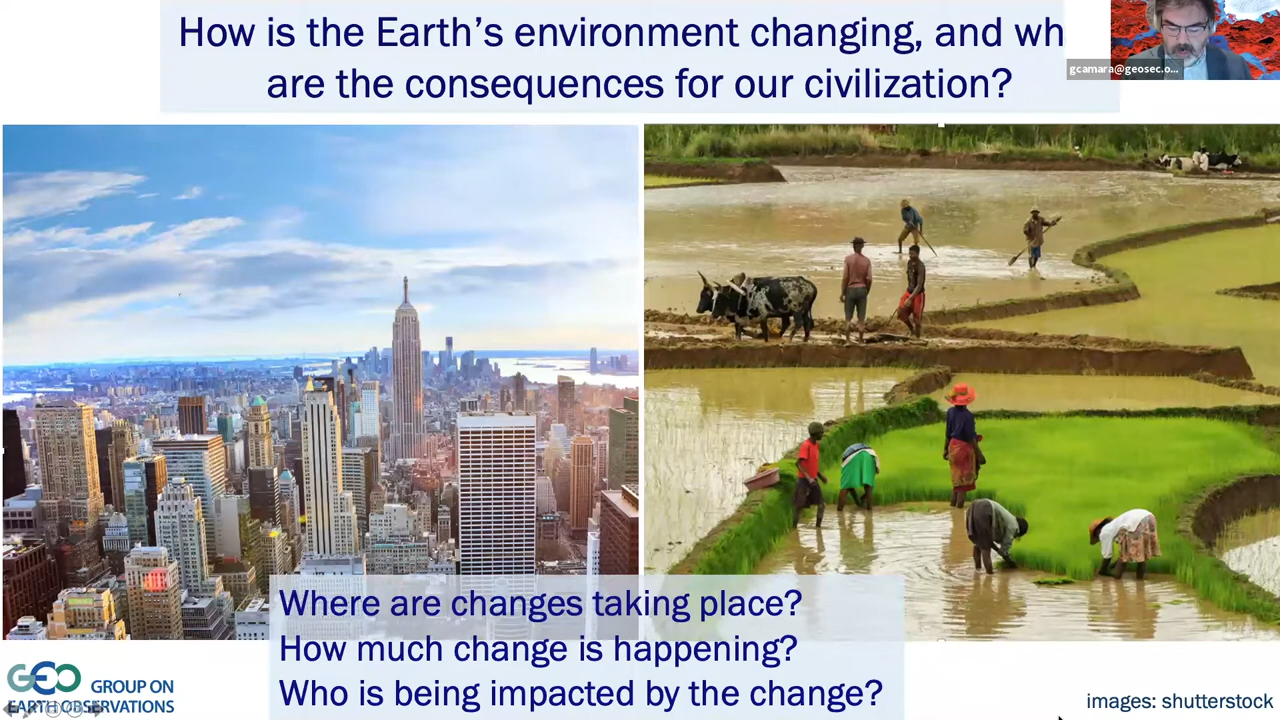 How is the Earth's environment changing, and wh
are the consequences for our civilization?
gcamara@geosec.o...
Where are changes taking place?
How much change is happening?
Who is being impacted by the change?
GEO GROUP ON
EARTH OBSERVATIONS
images: shutterstock